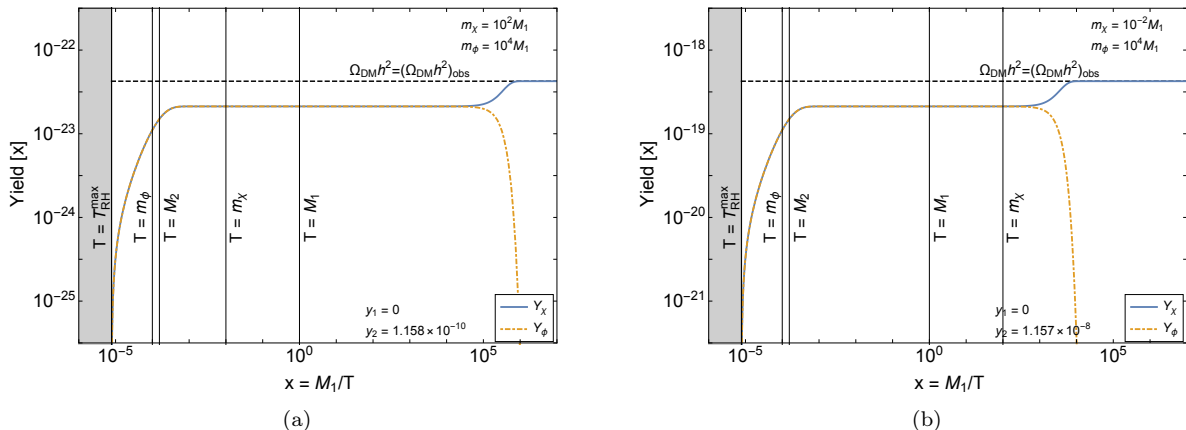 m_χ = 10^2 M_1
m_ϕ = 10^4 M_1
Ω_DM h^2=(Ω_DM h^2)_obs
10^-22
10^-23
10^-24
10^-25
Yield [x]
T = T_RH^max
T = m_ϕ
T = M_2
T = m_χ
T = M_1
y_1 = 0
y_2 = 1.158 × 10^-10
Y_χ
Y_ϕ
10^-5
10^0
10^5
x = M_1/T
(a)
m_χ = 10^-2 M_1
m_ϕ = 10^4 M_1
Ω_DM h^2=(Ω_DM h^2)_obs
10^-18
10^-19
10^-20
10^-21
Yield [x]
T = T_RH^max
T = m_ϕ
T = M_2
T = M_1
T = m_χ
y_1 = 0
y_2 = 1.157 × 10^-8
Y_χ
Y_ϕ
10^-5
10^0
10^5
x = M_1/T
(b)